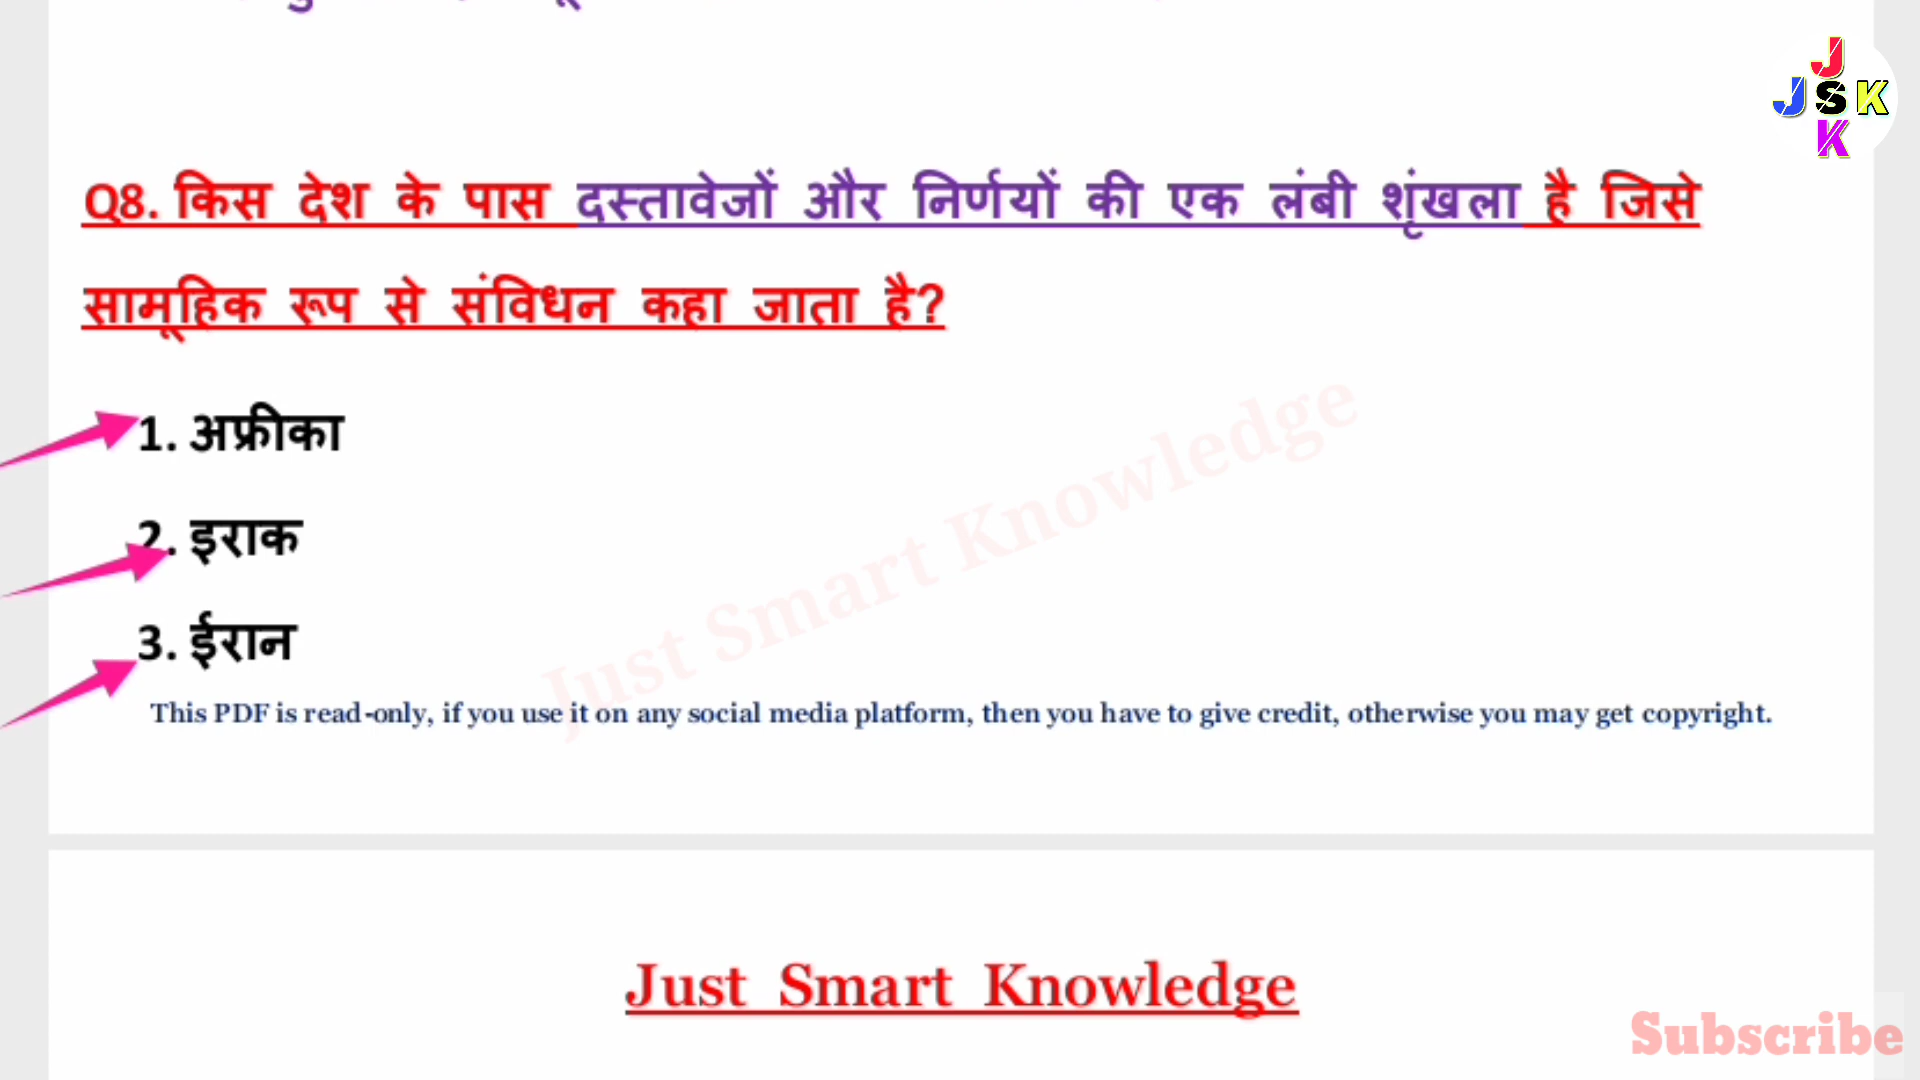 J
J S K
K
Q8. किस देश के पास दस्तावेजों और निर्णयों की एक लंबी शृंखला है जिसे
सामूहिक रूप से संविधन कहा जाता है?
1. अफ्रीका
2. इराक
3. ईरान
Just Smart Knowledge
This PDF is read-only, if you use it on any social media platform, then you have to give credit, otherwise you may get copyright.
Just Smart Knowledge
Subscribe